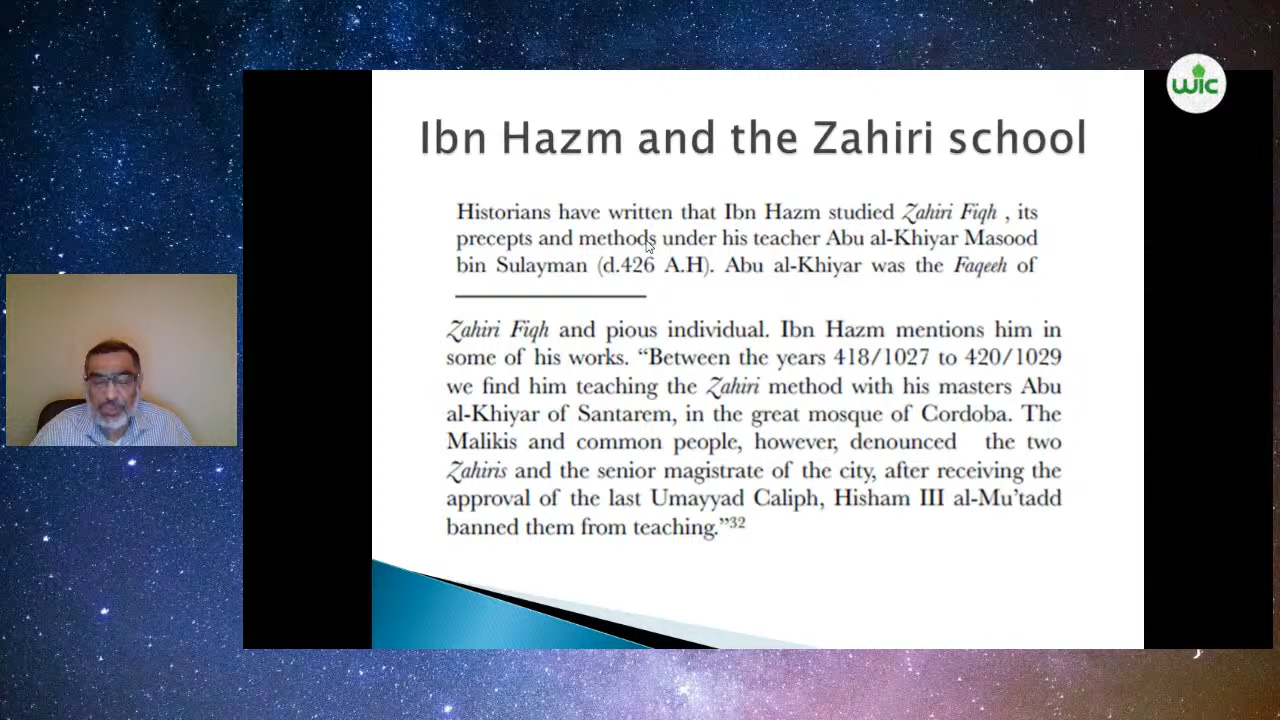 WIC
Ibn Hazm and the Zahiri school
Historians have written that Ibn Hazm studied Zahiri Fiqh , its
precepts and methods under his teacher Abu al-Khiyar Masood
bin Sulayman (d.426 A.H). Abu al-Khiyar was the Faqeeh of
Zahiri Fiqh and pious individual. Ibn Hazm mentions him in
some of his works. “Between the years 418/1027 to 420/1029
we find him teaching the Zahiri method with his masters Abu
al-Khiyar of Santarem, in the great mosque of Cordoba. The
Malikis and common people, however, denounced the two
Zahiris and the senior magistrate of the city, after receiving the
approval of the last Umayyad Caliph, Hisham III al-Mu’tadd
banned them from teaching.”32